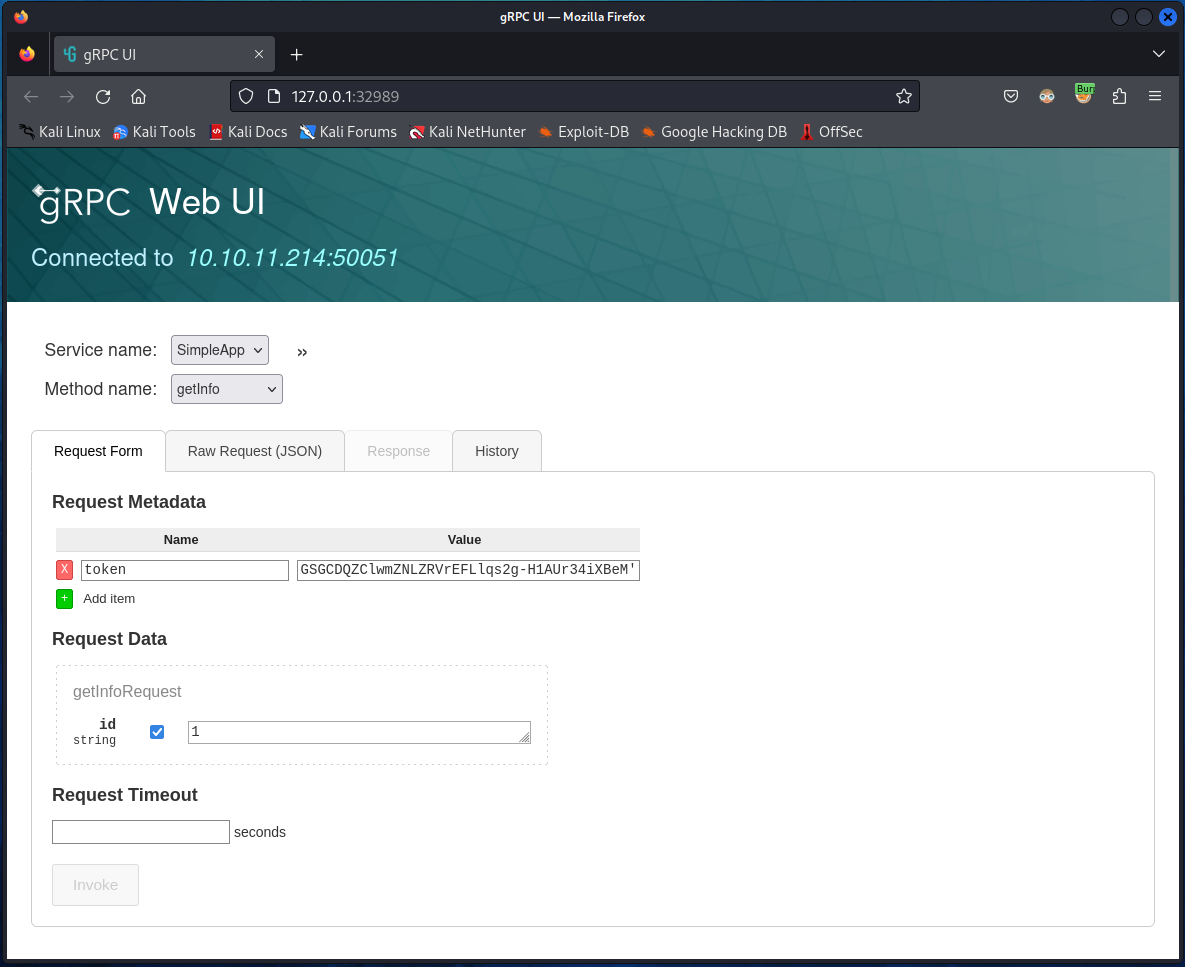 gRPC UI — Mozilla Firefox
gRPC UI
127.0.0.1:32989
Bur
Kali Linux Kali Tools Kali Docs Kali Forums Kali NetHunter Exploit-DB Google Hacking DB OffSec
gRPC Web UI
Connected to 10.10.11.214:50051
Service name: SimpleApp »
Method name: getInfo
Request Form Raw Request (JSON) Response History
Request Metadata
Name Value
X token GSGCDQZClwmZNLZRVrEFLlqs2g-H1AUr34iXBeM'
+ Add item
Request Data
getInfoRequest
id
string
1
Request Timeout
seconds
Invoke